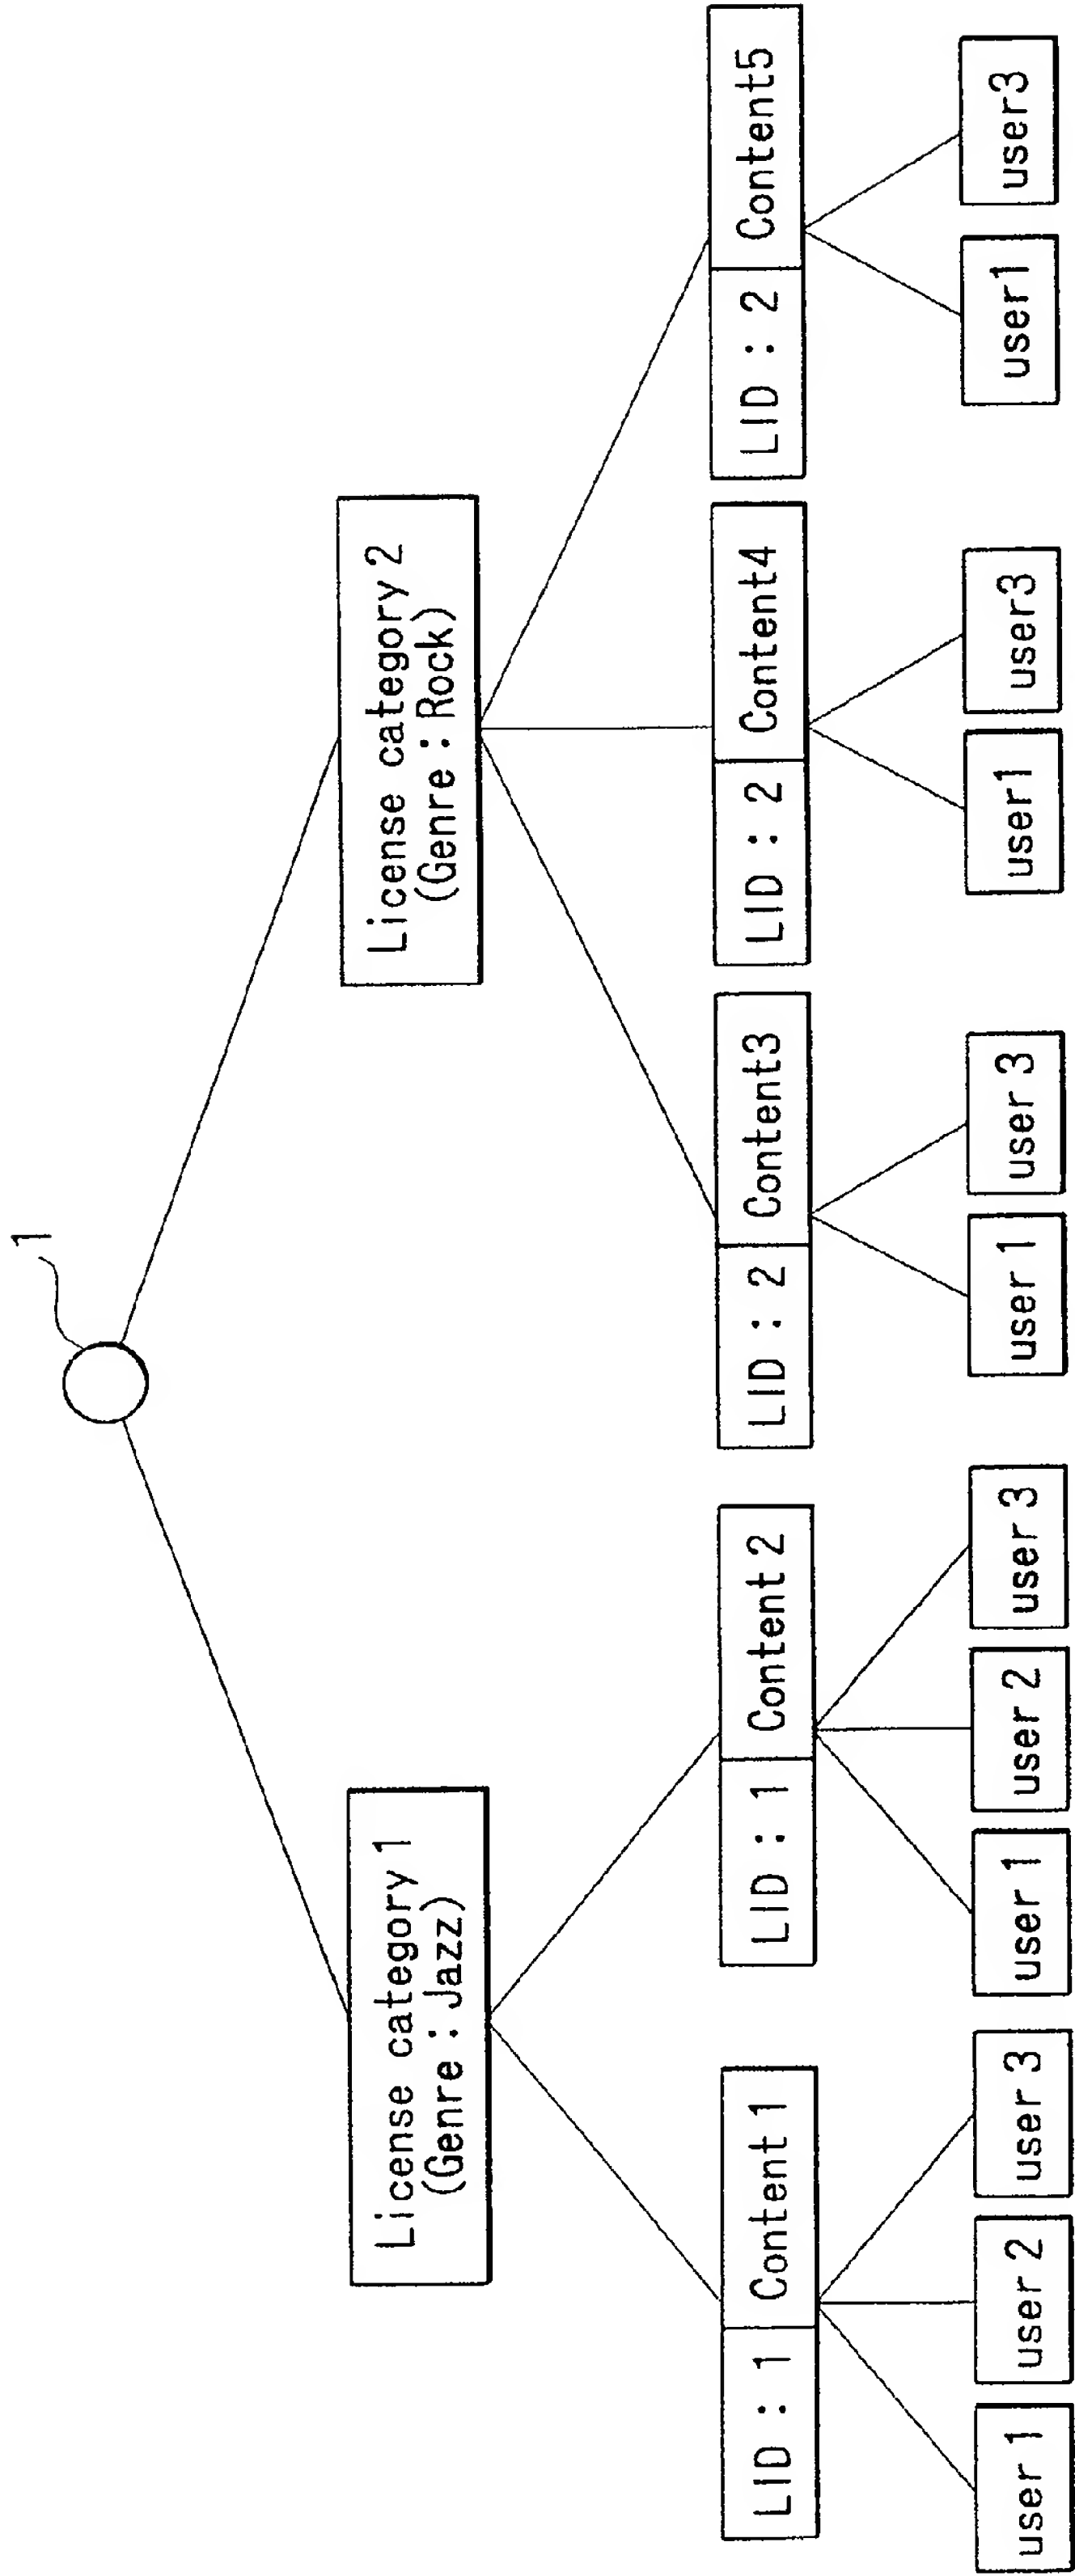 1
License category 1
(Genre : Jazz)
License category 2
(Genre : Rock)
LID : 1 Content 1
LID : 1 Content 2
LID : 2 Content3
LID : 2 Content4
LID : 2 Content5
user 1
user 2
user 3
user 1
user 2
user 3
user 1
user 3
user1
user3
user1
user3